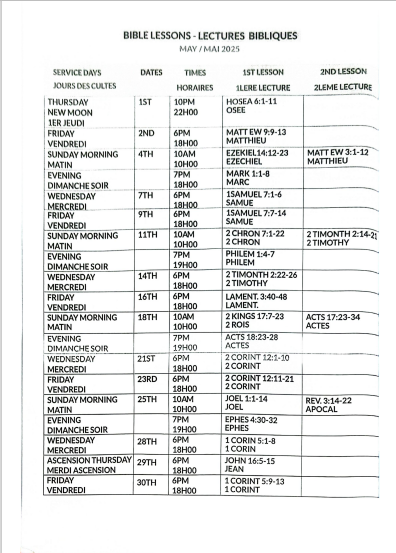 BIBLE LESSONS - LECTURES BIBLIQUES
MAY / MAI 2025
SERVICE DAYS DATES TIMES 1ST LESSON 2ND LESSON
JOURS DES CULTES HORAIRES 1LERE LECTURE 2LEME LECTURE
THURSDAY 1ST 10PM HOSEA 6:1-11
NEW MOON 22H00 OSEE
1ER JEUDI
FRIDAY 2ND 6PM MATT EW 9:9-13
VENDREDI 18H00 MATTHIEU
SUNDAY MORNING 4TH 10AM EZEKIEL14:12-23 MATT EW 3:1-12
MATIN 10H00 EZECHIEL MATTHIEU
EVENING 7PM MARK 1:1-8
DIMANCHE SOIR 18H00 MARC
WEDNESDAY 7TH 6PM 1SAMUEL 7:1-6
MERCREDI 18H00 SAMUE
FRIDAY 9TH 6PM 1SAMUEL 7:7-14
VENDREDI 18H00 SAMUE
SUNDAY MORNING 11TH 10AM 2 CHRON 7:1-22 2 TIMONTH 2:14-21
MATIN 10H00 2 CHRON 2 TIMOTHY
EVENING 7PM PHILEM 1:4-7
DIMANCHE SOIR 19H00 PHILEM
WEDNESDAY 14TH 6PM 2 TIMONTH 2:22-26
MERCREDI 18H00 2 TIMOTHY
FRIDAY 16TH 6PM LAMENT. 3:40-48
VENDREDI 18H00 LAMENT.
SUNDAY MORNING 18TH 10AM 2 KINGS 17:7-23 ACTS 17:23-34
MATIN 10H00 2 ROIS ACTES
EVENING 7PM ACTS 18:23-28
DIMANCHE SOIR 19H00 ACTES
WEDNESDAY 21ST 6PM 2 CORINT 12:1-10
MERCREDI 18H00 2 CORINT
FRIDAY 23RD 6PM 2 CORINT 12:11-21
VENDREDI 18H00 2 CORINT
SUNDAY MORNING 25TH 10AM JOEL 1:1-14 REV. 3:14-22
MATIN 10H00 JOEL APOCAL
EVENING 7PM EPHES 4:30-32
DIMANCHE SOIR 19H00 EPHES
WEDNESDAY 28TH 6PM 1 CORIN 5:1-8
MERCREDI 18H00 1 CORIN
ASCENSION THURSDAY 29TH 6PM JOHN 16:5-15
MERDI ASCENSION 18H00 JEAN
FRIDAY 30TH 6PM 1 CORINT 5:9-13
VENDREDI 18H00 1 CORINT